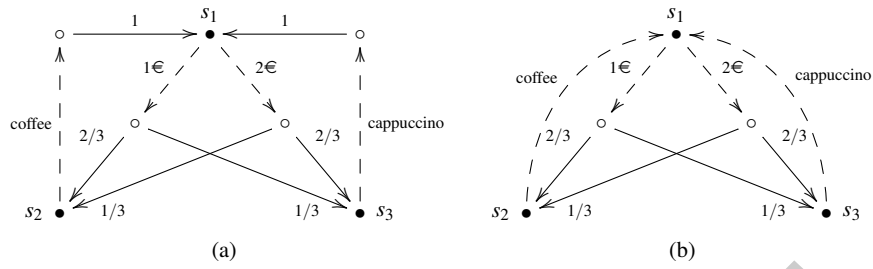 s1 s1
1 1
1€ 2€ 1€ 2€
coffee cappuccino
coffee cappuccino
2/3 2/3 2/3 2/3
s2 1/3 1/3 s3 s2 1/3 1/3 s3
(a) (b)